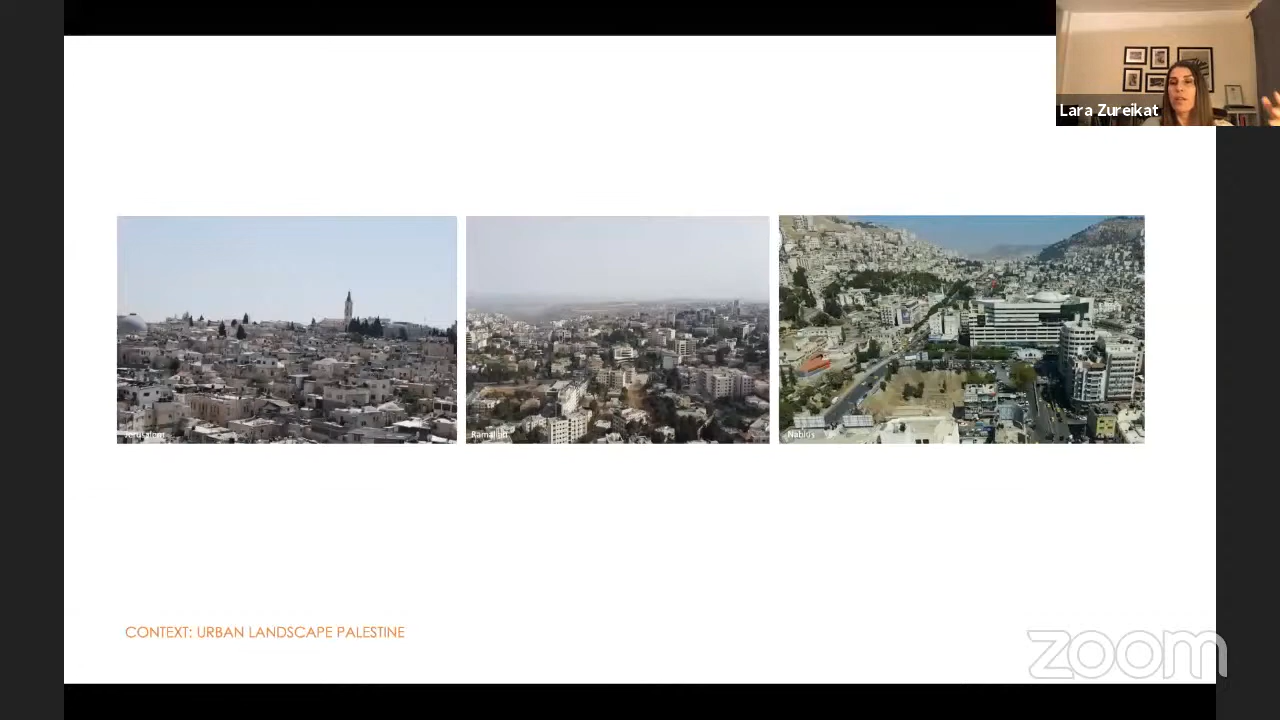 Lara Zureikat
Jerusalem
Ramallah
Nablus
CONTEXT: URBAN LANDSCAPE PALESTINE
zoom